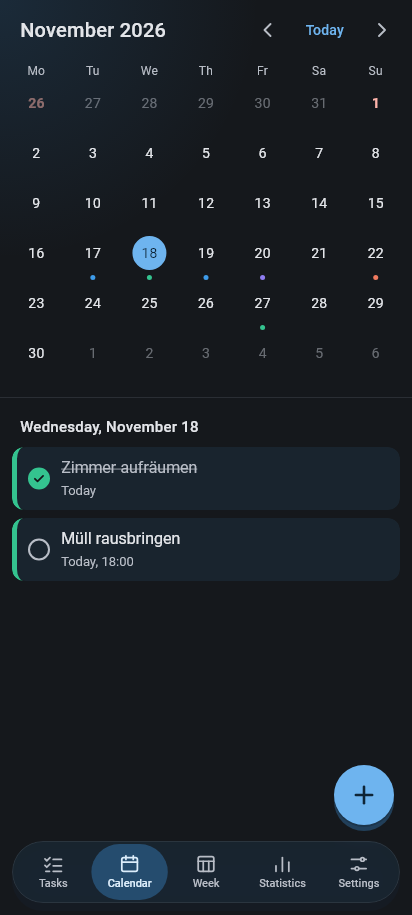 November 2026 Today
Mo Tu We Th Fr Sa Su
26 27 28 29 30 31 1
2 3 4 5 6 7 8
9 10 11 12 13 14 15
16 17 18 19 20 21 22
23 24 25 26 27 28 29
30 1 2 3 4 5 6
Wednesday, November 18
Zimmer aufräumen
Today
Müll rausbringen
Today, 18:00
Tasks Calendar Week Statistics Settings